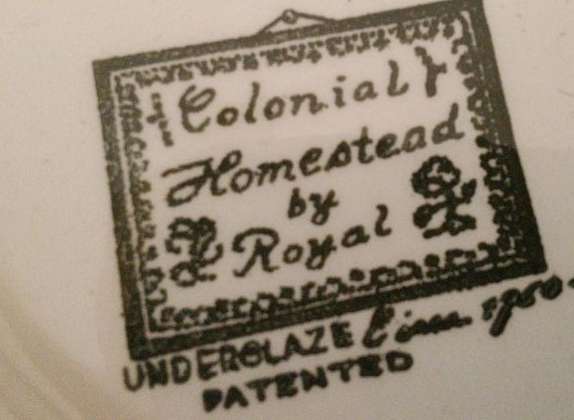 Colonial
Homestead
by
Royal
UNDERGLAZE Circa 1950-
PATENTED